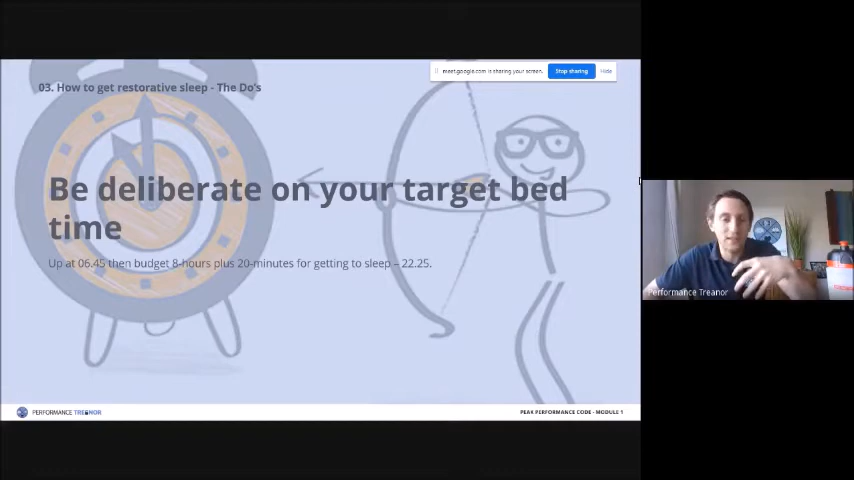 meet.google.com is sharing your screen.
Stop sharing
Hide
03. How to get restorative sleep - The Do's
Be deliberate on your target bed
time
Up at 06.45 then budget 8-hours plus 20-minutes for getting to sleep – 22.25.
Performance Treanor
PERFORMANCE TREANOR
PEAK PERFORMANCE CODE - MODULE 1